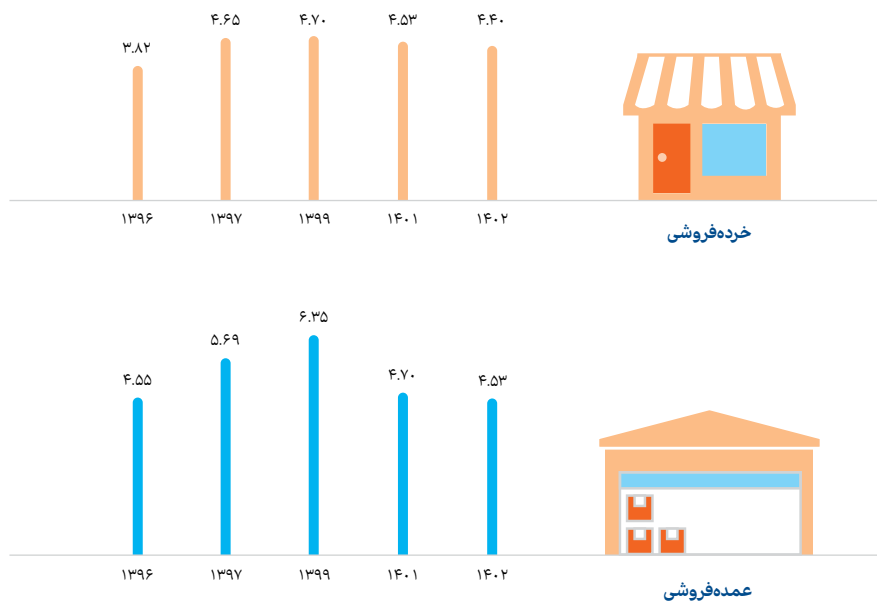 ۳.۸۲ ۴.۶۵ ۴.۷۰ ۴.۵۳ ۴.۴۰
۱۳۹۶ ۱۳۹۷ ۱۳۹۹ ۱۴۰۱ ۱۴۰۲
خرده‌فروشی
۴.۵۵ ۵.۶۹ ۶.۳۵ ۴.۷۰ ۴.۵۳
۱۳۹۶ ۱۳۹۷ ۱۳۹۹ ۱۴۰۱ ۱۴۰۲
عمده‌فروشی